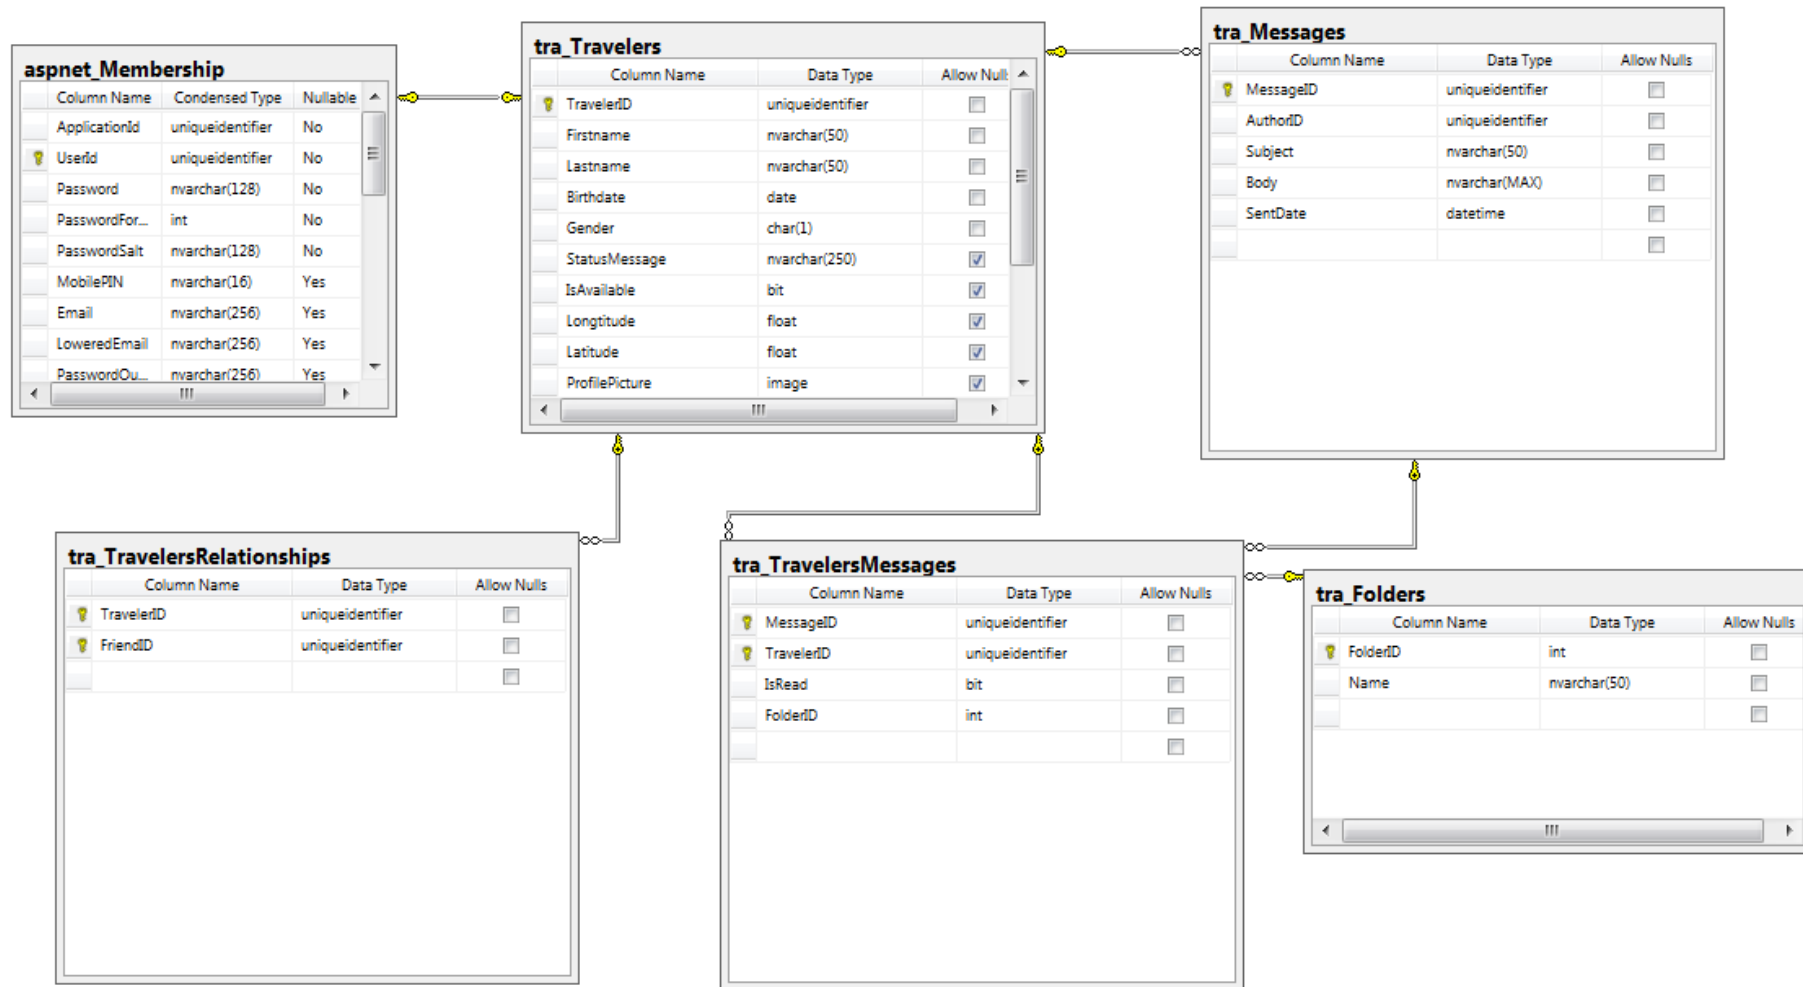 aspnet_Membership
Column Name Condensed Type Nullable
ApplicationId uniqueidentifier No
UserId uniqueidentifier No
Password nvarchar(128) No
PasswordFor... int No
PasswordSalt nvarchar(128) No
MobilePIN nvarchar(16) Yes
Email nvarchar(256) Yes
LoweredEmail nvarchar(256) Yes
PasswordQu... nvarchar(256) Yes
tra_Travelers
Column Name Data Type Allow Null
TravelerID uniqueidentifier
Firstname nvarchar(50)
Lastname nvarchar(50)
Birthdate date
Gender char(1)
StatusMessage nvarchar(250)
IsAvailable bit
Longtitude float
Latitude float
ProfilePicture image
tra_Messages
Column Name Data Type Allow Nulls
MessageID uniqueidentifier
AuthorID uniqueidentifier
Subject nvarchar(50)
Body nvarchar(MAX)
SentDate datetime
tra_TravelersRelationships
Column Name Data Type Allow Nulls
TravelerID uniqueidentifier
FriendID uniqueidentifier
tra_TravelersMessages
Column Name Data Type Allow Nulls
MessageID uniqueidentifier
TravelerID uniqueidentifier
IsRead bit
FolderID int
tra_Folders
Column Name Data Type Allow Nulls
FolderID int
Name nvarchar(50)